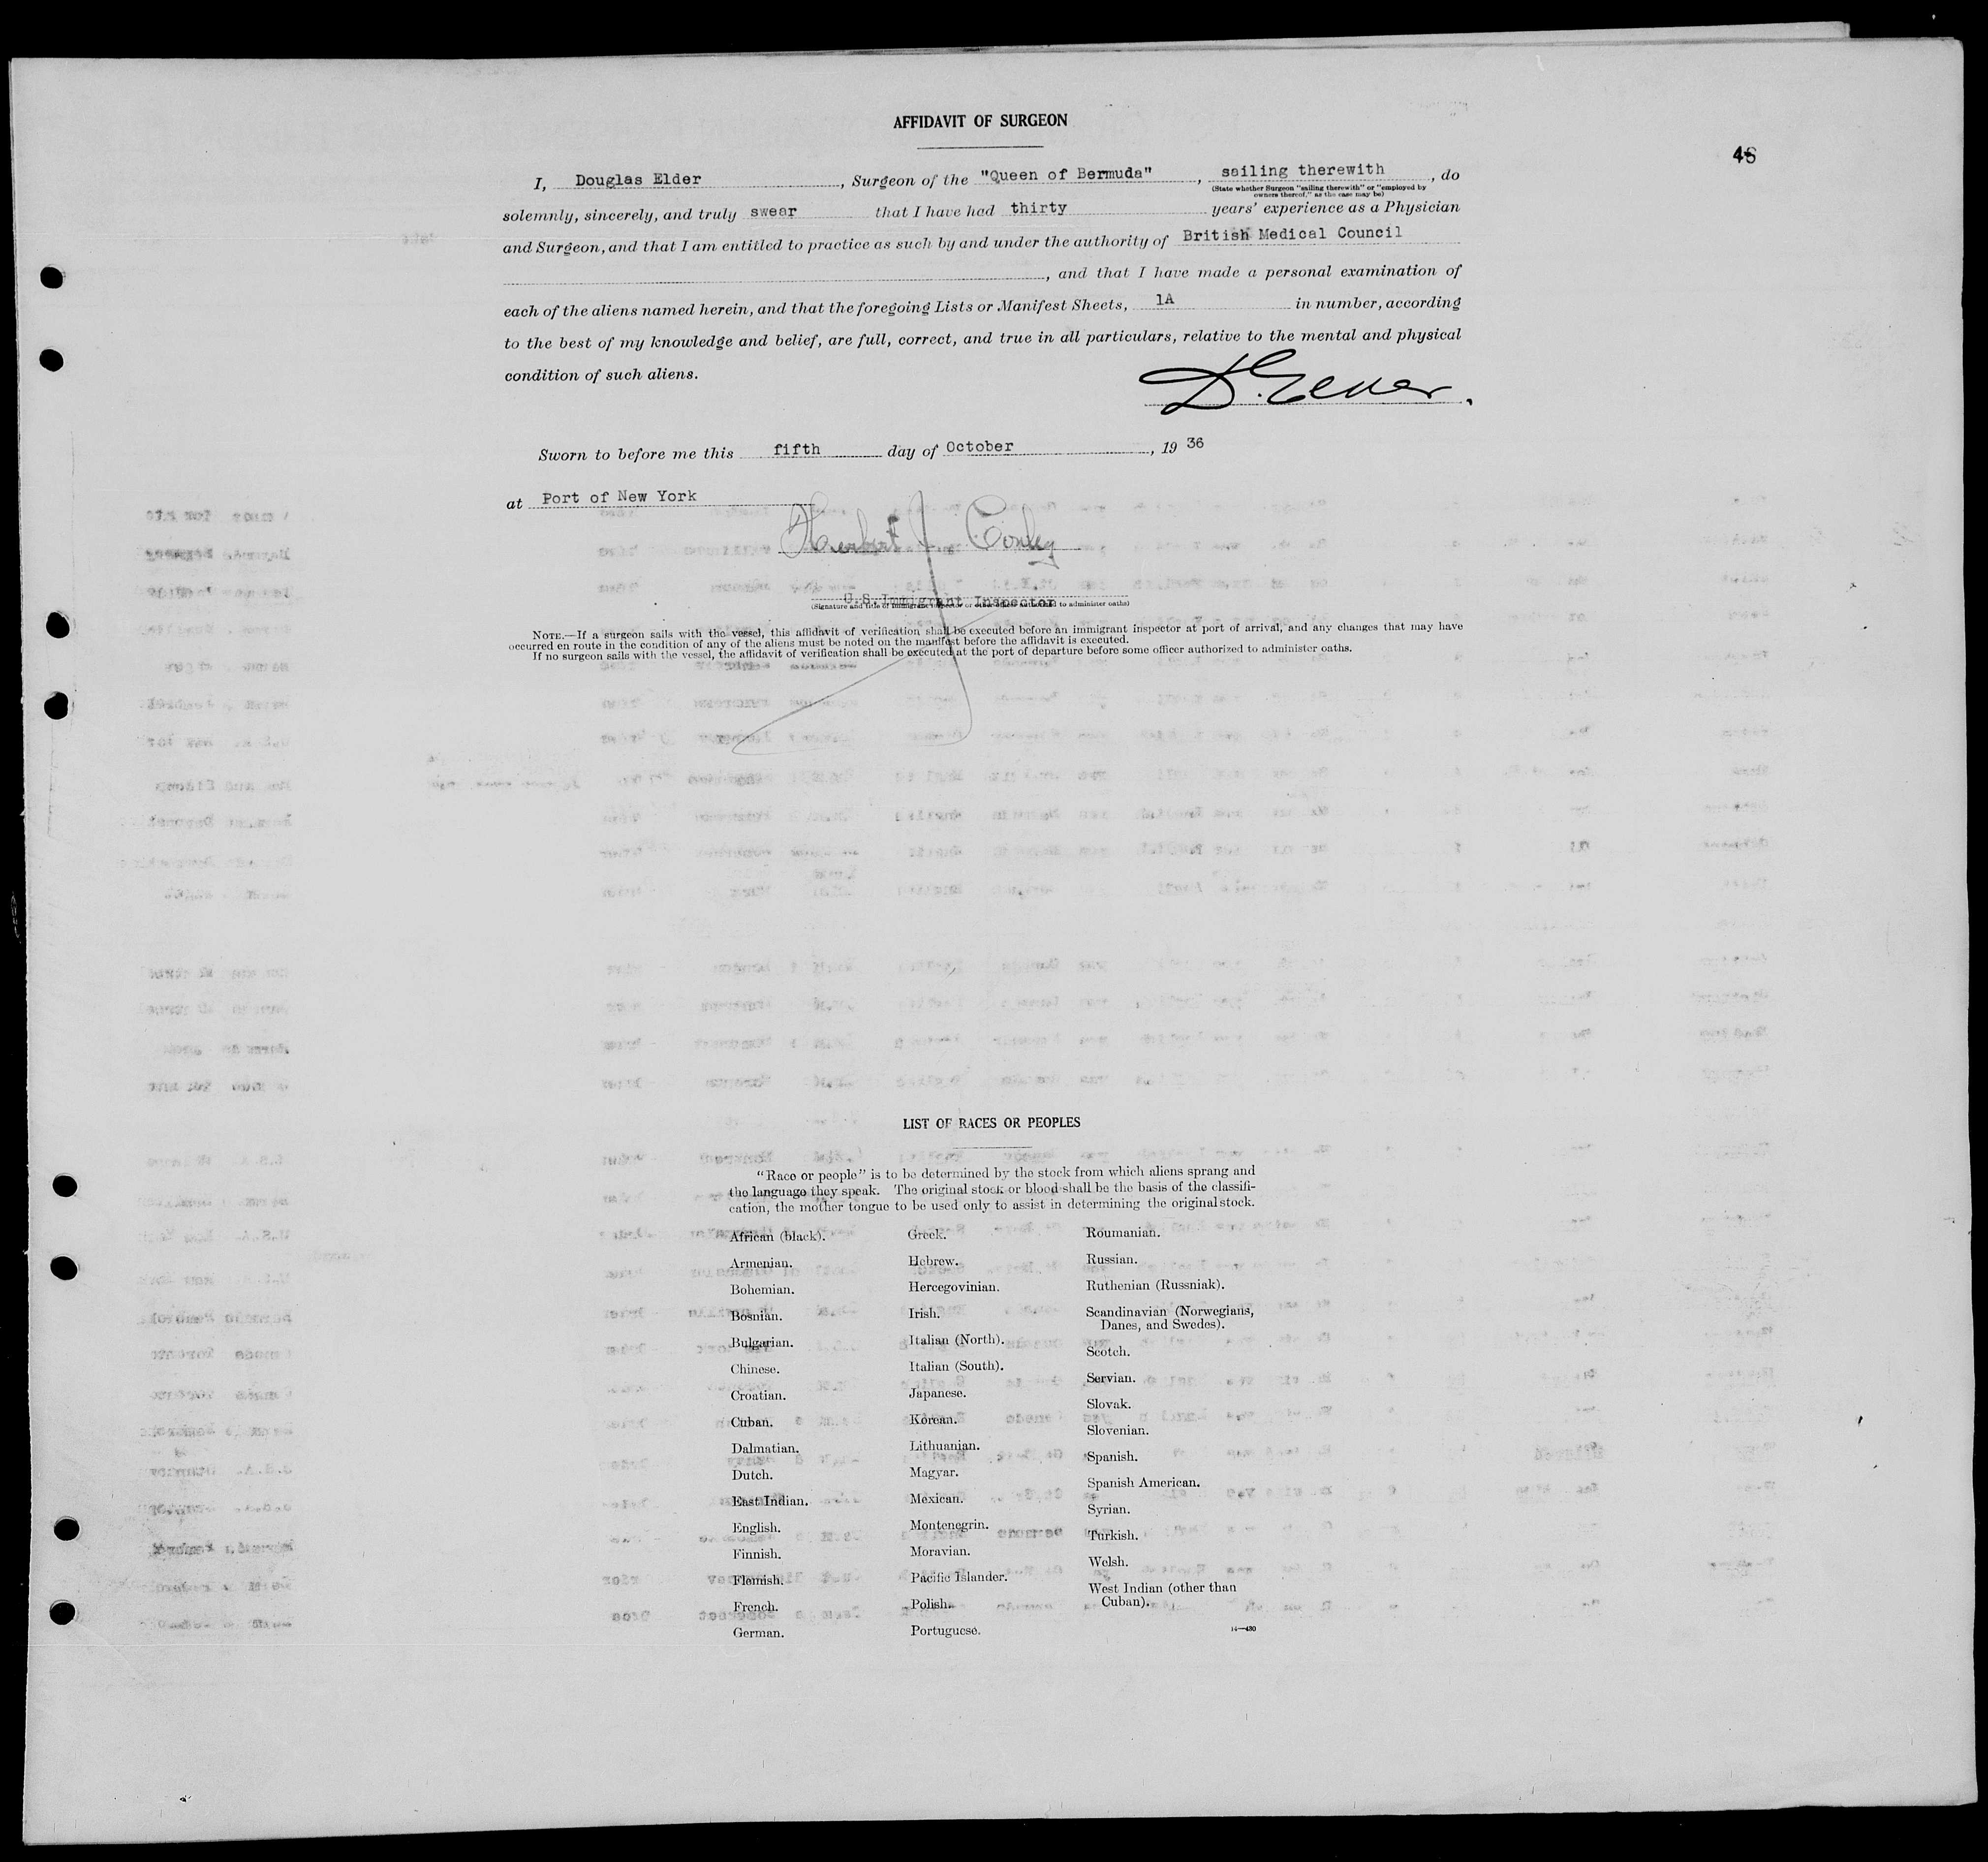 AFFIDAVIT OF SURGEON
I, Douglas Elder, Surgeon of the "Queen of Bermuda", sailing therewith, do
(State whether Surgeon "sailing therewith" or "employed by
owners thereof," as the case may be)
solemnly, sincerely, and truly swear that I have had thirty years' experience as a Physician
and Surgeon, and that I am entitled to practice as such by and under the authority of British Medical Council
, and that I have made a personal examination of
each of the aliens named herein, and that the foregoing Lists or Manifest Sheets, 1A in number, according
to the best of my knowledge and belief, are full, correct, and true in all particulars, relative to the mental and physical
condition of such aliens.
Sworn to before me this fifth day of October, 1936
at Port of New York
Herbert J. Conley
U.S. Immigrant Inspector
(Signature and title of immigrant inspector or other officer authorized to administer oaths)
NOTE.—If a surgeon sails with the vessel, this affidavit of verification shall be executed before an immigrant inspector at port of arrival, and any changes that may have
occurred en route in the condition of any of the aliens must be noted on the manifest before the affidavit is executed.
If no surgeon sails with the vessel, the affidavit of verification shall be executed at the port of departure before some officer authorized to administer oaths.
LIST OF RACES OR PEOPLES
"Race or people" is to be determined by the stock from which aliens sprang and
the language they speak. The original stock or blood shall be the basis of the classifi-
cation, the mother tongue to be used only to assist in determining the original stock.
African (black).
Armenian.
Bohemian.
Bosnian.
Bulgarian.
Chinese.
Croatian.
Cuban.
Dalmatian.
Dutch.
East Indian.
English.
Finnish.
Flemish.
French.
German.
Greek.
Hebrew.
Hercegovinian.
Irish.
Italian (North).
Italian (South).
Japanese.
Korean.
Lithuanian.
Magyar.
Mexican.
Montenegrin.
Moravian.
Pacific Islander.
Polish.
Portuguese.
Roumanian.
Russian.
Ruthenian (Russniak).
Scandinavian (Norwegians,
Danes, and Swedes).
Scotch.
Servian.
Slovak.
Slovenian.
Spanish.
Spanish American.
Syrian.
Turkish.
Welsh.
West Indian (other than
Cuban).
14—430